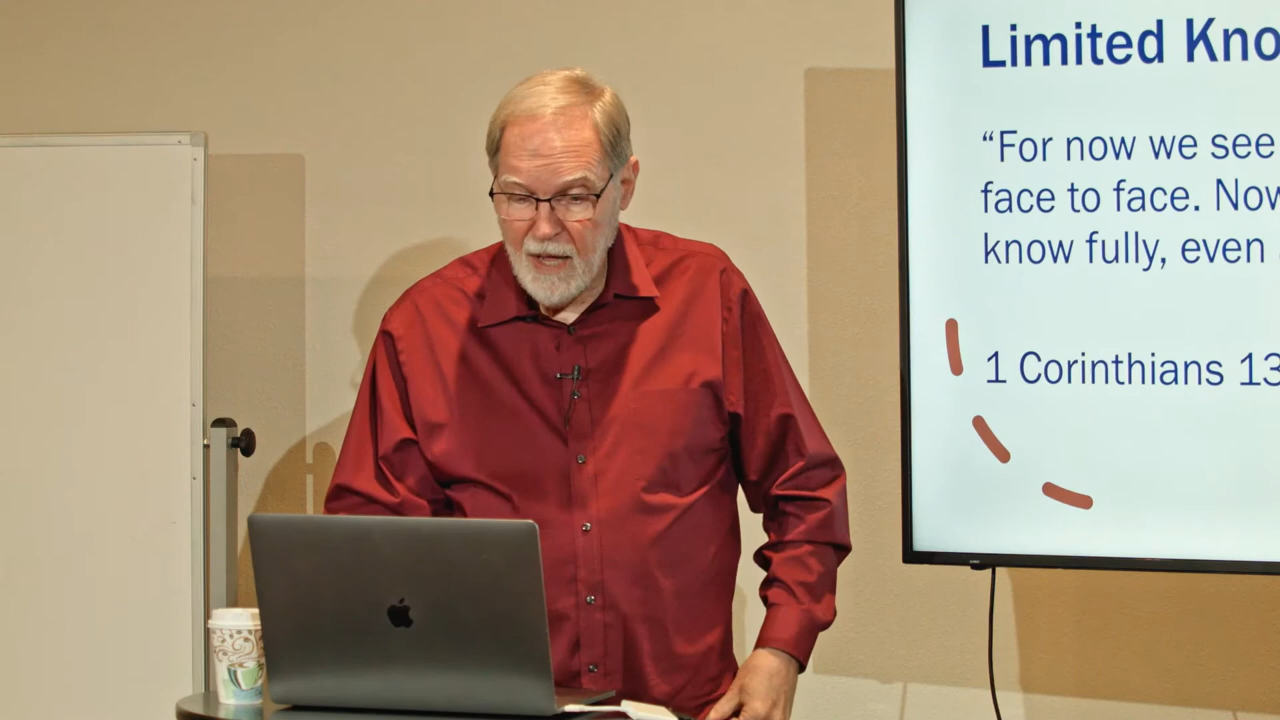 Limited Kno
“For now we see
face to face. Now
know fully, even
1 Corinthians 13